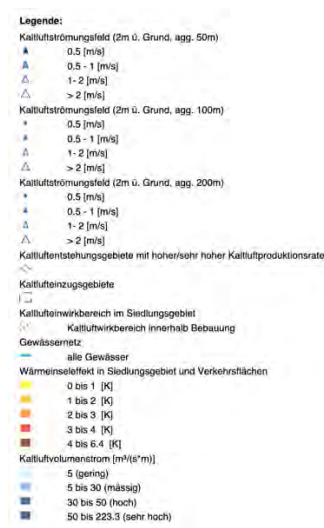 Legende:
Kaltluftströmungsfeld (2m ü. Grund, agg. 50m)
0.5 [m/s]
0.5 - 1 [m/s]
1- 2 [m/s]
> 2 [m/s]
Kaltluftströmungsfeld (2m ü. Grund, agg. 100m)
0.5 [m/s]
0.5 - 1 [m/s]
1- 2 [m/s]
> 2 [m/s]
Kaltluftströmungsfeld (2m ü. Grund, agg. 200m)
0.5 [m/s]
0.5 - 1 [m/s]
1- 2 [m/s]
> 2 [m/s]
Kaltluftentstehungsgebiete mit hoher/sehr hoher Kaltluftproduktionsrate
Kaltlufteinzugsgebiete
Kaltlufteinwirkbereich im Siedlungsgebiet
Kaltluftwirkbereich innerhalb Bebauung
Gewässernetz
alle Gewässer
Wärmeinseleffekt in Siedlungsgebiet und Verkehrsflächen
0 bis 1 [K]
1 bis 2 [K]
2 bis 3 [K]
3 bis 4 [K]
4 bis 6.4 [K]
Kaltluftvolumenstrom [m³/(s*m)]
5 (gering)
5 bis 30 (mässig)
30 bis 50 (hoch)
50 bis 223.3 (sehr hoch)